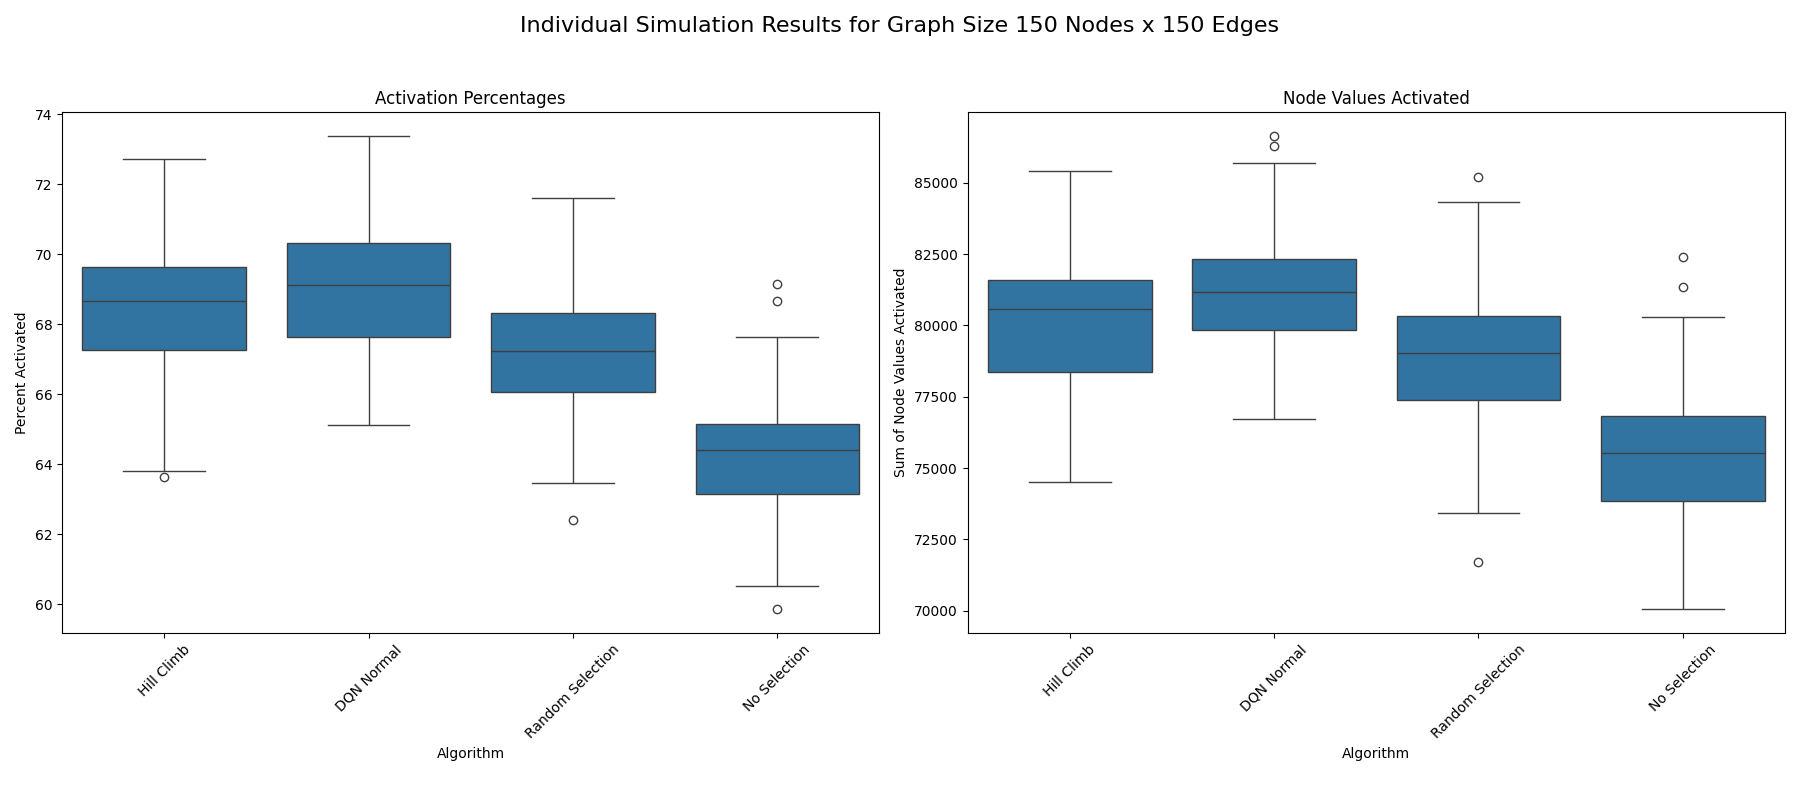 Individual Simulation Results for Graph Size 150 Nodes x 150 Edges
Activation Percentages
74
72
70
68
66
64
62
60
Percent Activated
Hill Climb
DQN Normal
Random Selection
No Selection
Algorithm
Node Values Activated
85000
82500
80000
77500
75000
72500
70000
Sum of Node Values Activated
Hill Climb
DQN Normal
Random Selection
No Selection
Algorithm